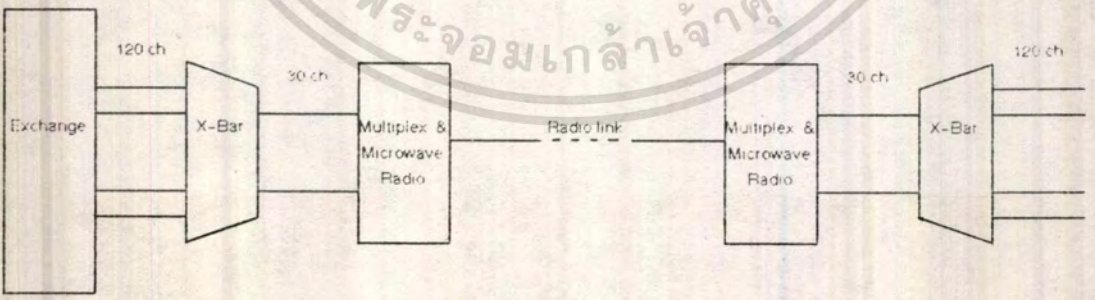 พระจอมเกล้าเจ้าคุ
120 ch
120 ch
30 ch
30 ch
Exchange
X-Bar
Multiplex &
Microwave
Radio
Radio link
Multiplex &
Microwave
Radio
X-Bar